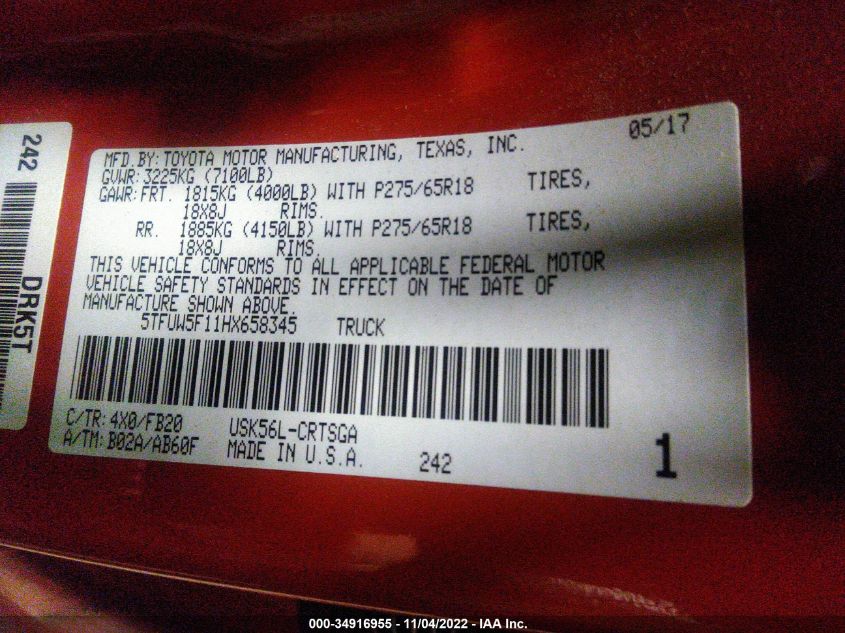 242
DRK5T
05/17
MFD.BY:TOYOTA MOTOR MANUFACTURING, TEXAS, INC.
GVWR:3225KG (7100LB)
GAWR:FRT. 1815KG (4000LB) WITH P275/65R18 TIRES,
18X8J RIMS.
RR. 1885KG (4150LB) WITH P275/65R18 TIRES,
18X8J RIMS.
THIS VEHICLE CONFORMS TO ALL APPLICABLE FEDERAL MOTOR
VEHICLE SAFETY STANDARDS IN EFFECT ON THE DATE OF
MANUFACTURE SHOWN ABOVE.
5TFUW5F11HX658345 TRUCK
C/TR:4X0/FB20 USK56L-CRTSGA
A/TM:B02A/AB60F MADE IN U.S.A. 242
1
000-34916955 - 11/04/2022 - IAA Inc.